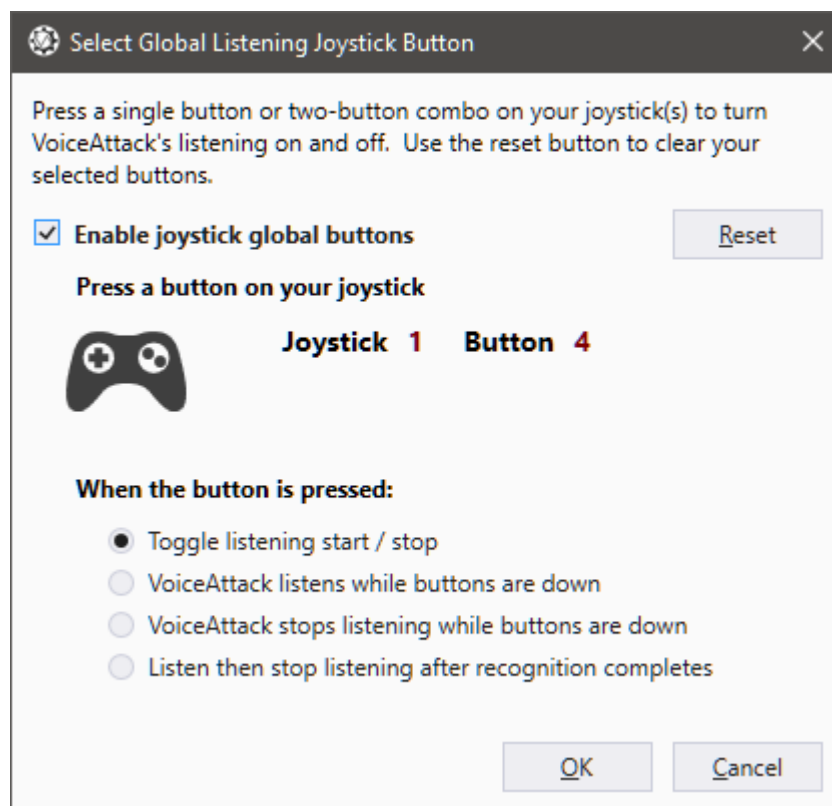 Select Global Listening Joystick Button
Press a single button or two-button combo on your joystick(s) to turn
VoiceAttack's listening on and off.  Use the reset button to clear your
selected buttons.
Enable joystick global buttons
Reset
Press a button on your joystick
Joystick 1 Button 4
When the button is pressed:
Toggle listening start / stop
VoiceAttack listens while buttons are down
VoiceAttack stops listening while buttons are down
Listen then stop listening after recognition completes
OK
Cancel